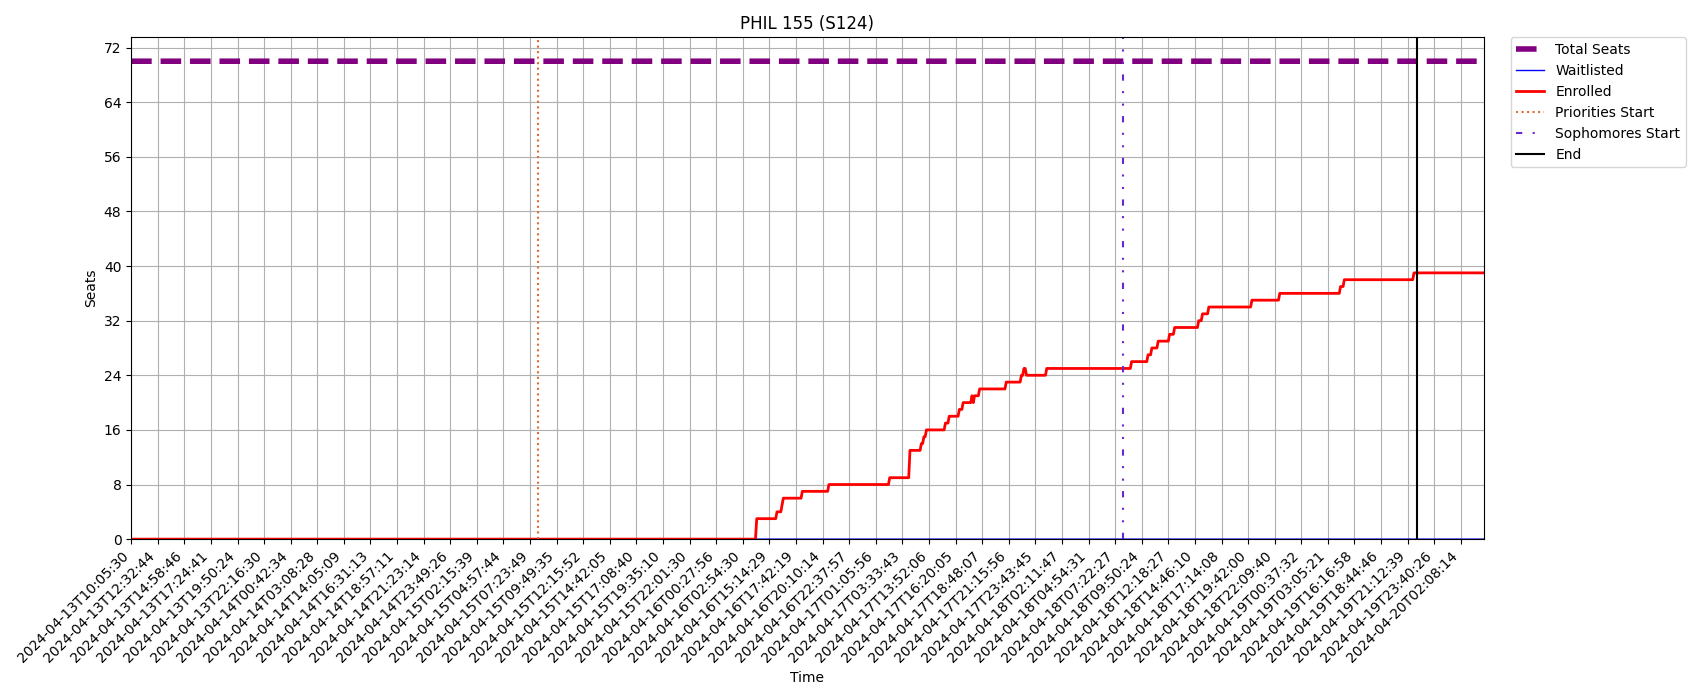 PHIL 155 (S124)
72
64
56
48
40
32
24
16
8
0
Seats
Total Seats
Waitlisted
Enrolled
Priorities Start
Sophomores Start
End
2024-04-13T10:05:30
2024-04-13T12:32:44
2024-04-13T14:58:46
2024-04-13T17:24:41
2024-04-13T19:50:24
2024-04-13T22:16:30
2024-04-14T00:42:34
2024-04-14T03:08:28
2024-04-14T14:05:09
2024-04-14T16:31:13
2024-04-14T18:57:11
2024-04-14T21:23:14
2024-04-14T23:49:26
2024-04-15T02:15:39
2024-04-15T04:57:44
2024-04-15T07:23:49
2024-04-15T09:49:35
2024-04-15T12:15:52
2024-04-15T14:42:05
2024-04-15T17:08:40
2024-04-15T19:35:10
2024-04-15T22:01:30
2024-04-16T00:27:56
2024-04-16T02:54:30
2024-04-16T15:14:29
2024-04-16T17:42:19
2024-04-16T20:10:14
2024-04-16T22:37:57
2024-04-17T01:05:56
2024-04-17T03:33:43
2024-04-17T13:52:06
2024-04-17T16:20:05
2024-04-17T18:48:07
2024-04-17T21:15:56
2024-04-17T23:43:45
2024-04-18T02:11:47
2024-04-18T04:54:31
2024-04-18T07:22:27
2024-04-18T09:50:24
2024-04-18T12:18:27
2024-04-18T14:46:10
2024-04-18T17:14:08
2024-04-18T19:42:00
2024-04-18T22:09:40
2024-04-19T00:37:32
2024-04-19T03:05:21
2024-04-19T16:16:58
2024-04-19T18:44:46
2024-04-19T21:12:39
2024-04-19T23:40:26
2024-04-20T02:08:14
Time